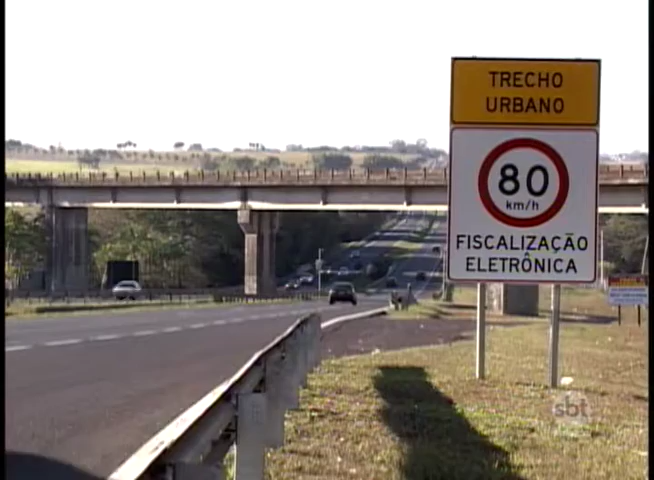 TRECHO
URBANO
80
km/h
FISCALIZAÇÃO
ELETRÔNICA
sbt